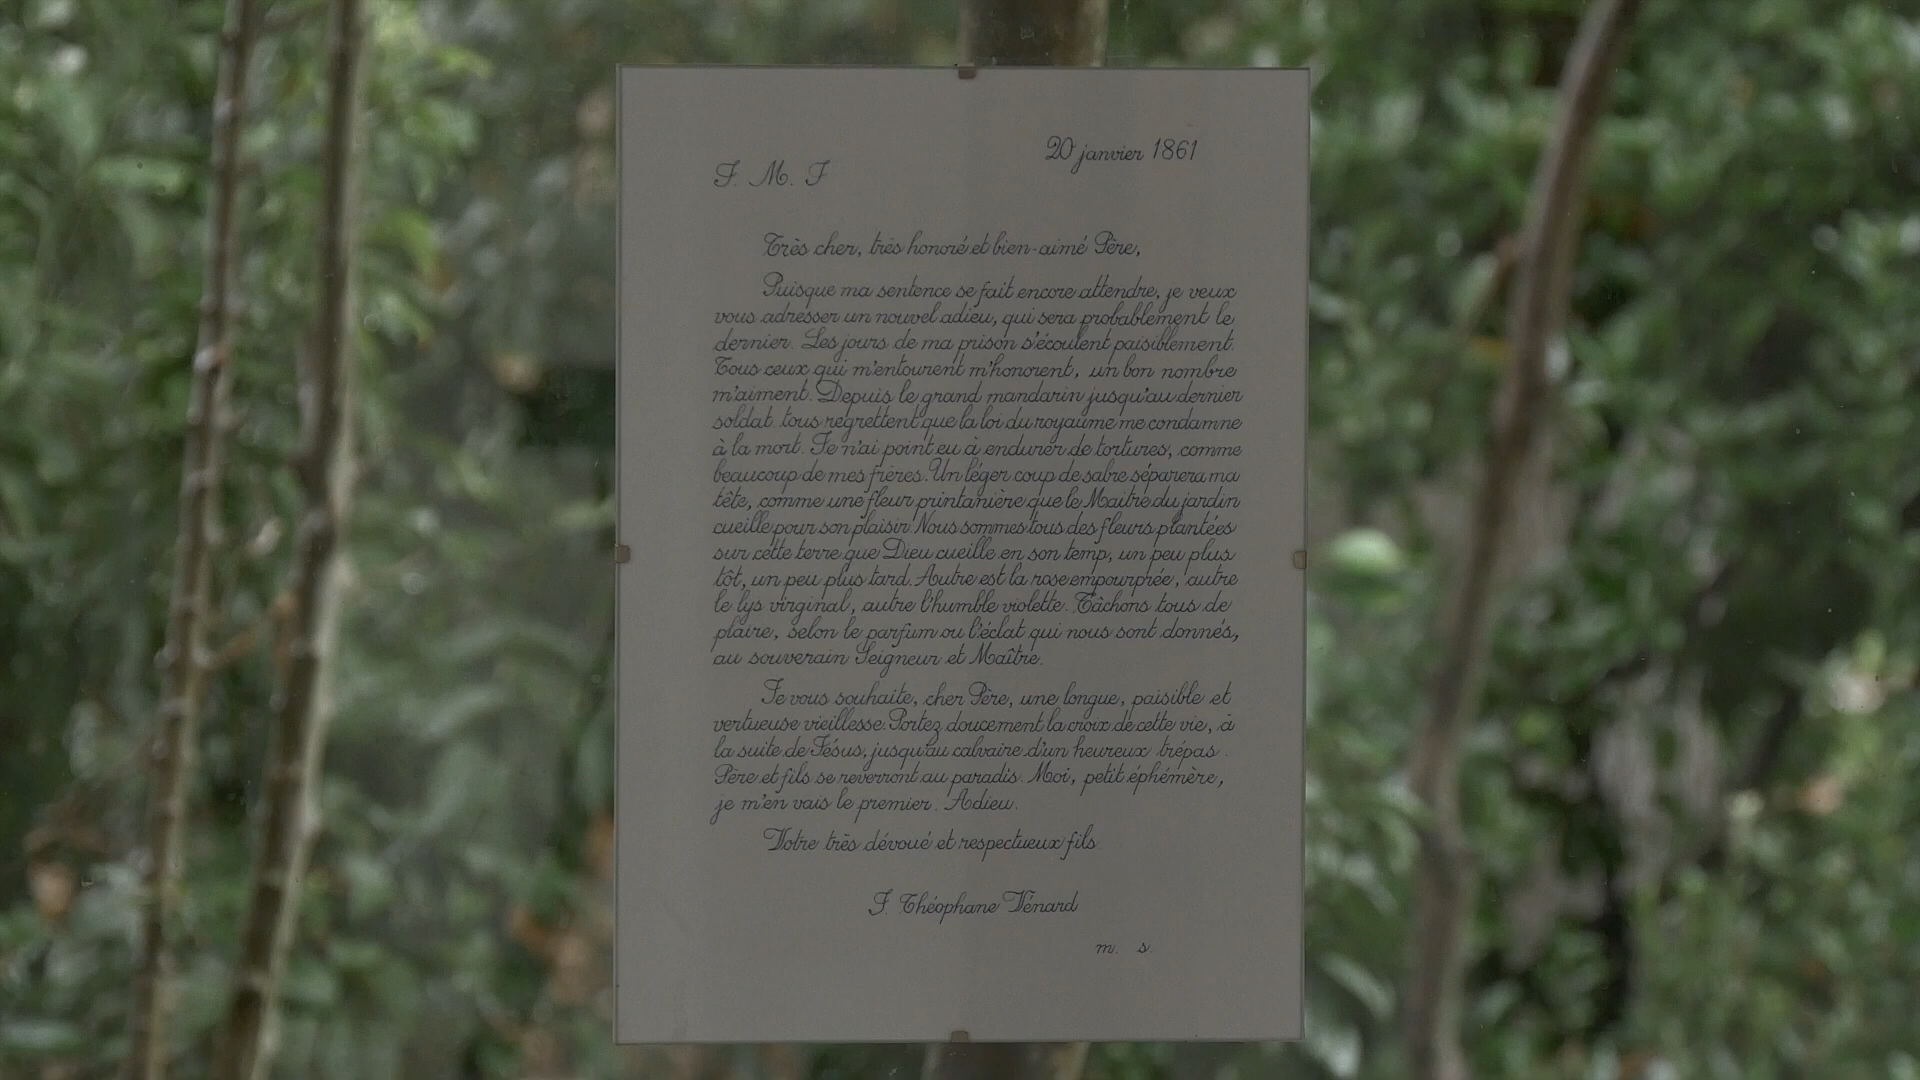 20 janvier 1861
J. M. J
Très cher, très honoré et bien-aimé Père,
Puisque ma sentence se fait encore attendre, je veux
vous adresser un nouvel adieu, qui sera probablement le
dernier. Les jours de ma prison s'écoulent paisiblement.
Tous ceux qui m'entourent m'honorent, un bon nombre
m'aiment. Depuis le grand mandarin jusqu'au dernier
soldat tous regrettent que la loi du royaume me condamne
à la mort. Je n'ai point eu à endurer de tortures, comme
beaucoup de mes frères. Un léger coup de sabre séparera ma
tête, comme une fleur printanière que le Maître du jardin
cueille pour son plaisir. Nous sommes tous des fleurs plantées
sur cette terre que Dieu cueille en son temp, un peu plus
tôt, un peu plus tard. Autre est la rose empourprée, autre
le lys virginal, autre l'humble violette. Tâchons tous de
plaire, selon le parfum ou l'éclat qui nous sont donnés,
au souverain Seigneur et Maître.
Je vous souhaite, cher Père, une longue, paisible et
vertueuse vieillesse. Portez doucement la croix de cette vie, à
la suite de Jésus, jusqu'au calvaire d'un heureux trépas.
Père et fils se reverront au paradis. Moi, petit éphémère,
je m'en vais le premier. Adieu.
Votre très dévoué et respectueux fils
J. Théophane Vénard
m. s.